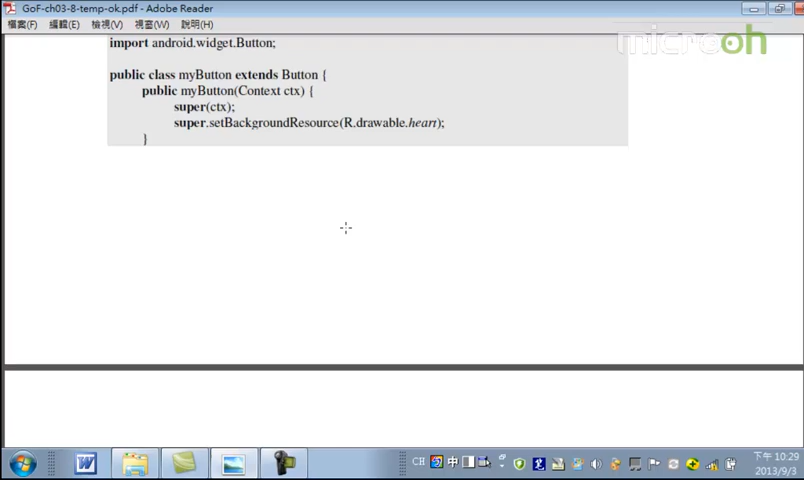 GoF-ch03-8-temp-ok.pdf - Adobe Reader
檔案(F) 編輯(E) 檢視(V) 視窗(W) 說明(H)
microoh
import android.widget.Button;
public class myButton extends Button {
public myButton(Context ctx) {
super(ctx);
super.setBackgroundResource(R.drawable.heart);
}
W
CH 中
下午 10:29
2013/9/3